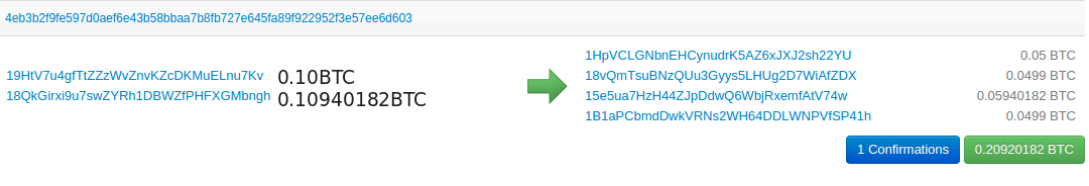 4eb3b2f9fe597d0aef6e43b58bbaa7b8fb727e645fa89f922952f3e57ee6d603
19HtV7u4gfTtZZzWvZnvKZcDKMuELnu7Kv 0.10BTC
18QkGirxi9u7swZYRh1DBWZfPHFXGMbngh 0.10940182BTC
1HpVCLGNbnEHCynudrK5AZ6xJXJ2sh22YU 0.05 BTC
18vQmTsuBNzQUu3Gyys5LHUg2D7WiAfZDX 0.0499 BTC
15e5ua7HzH44ZJpDdwQ6WbjRxemfAtV74w 0.05940182 BTC
1B1aPCbmdDwkVRNs2WH64DDLWNPVfSP41h 0.0499 BTC
1 Confirmations 0.20920182 BTC